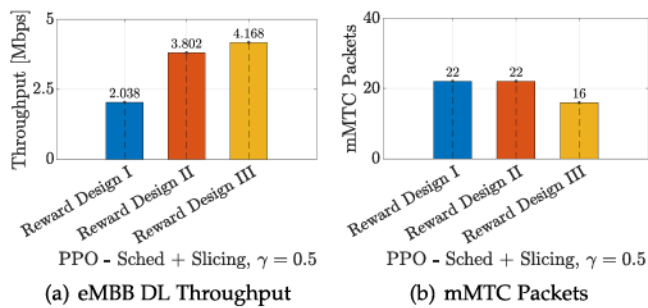 Throughput [Mbps]
5
2.5
0
2.038
3.802
4.168
Reward Design I
Reward Design II
Reward Design III
PPO - Sched + Slicing, γ = 0.5
(a) eMBB DL Throughput
mMTC Packets
40
20
0
22
22
16
Reward Design I
Reward Design II
Reward Design III
PPO - Sched + Slicing, γ = 0.5
(b) mMTC Packets